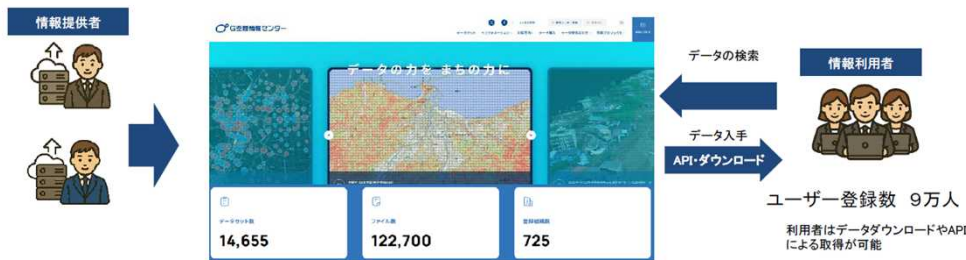 情報提供者
G空間情報センター
データの力を まちの力に
データセット数
14,655
ファイル数
122,700
登録組織数
725
データの検索
データ入手
API・ダウンロード
情報利用者
ユーザー登録数 9万人
利用者はデータダウンロードやAPI
による取得が可能